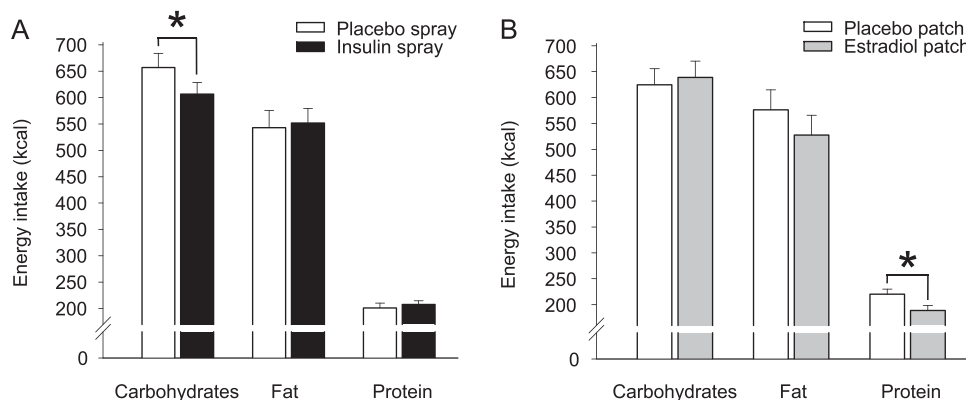 A
*
Placebo spray
Insulin spray
Energy intake (kcal)
700
650
600
550
500
450
400
350
300
250
200
0
Carbohydrates Fat Protein
B
Placebo patch
Estradiol patch
Energy intake (kcal)
700
650
600
550
500
450
400
350
300
250
200
0
*
Carbohydrates Fat Protein